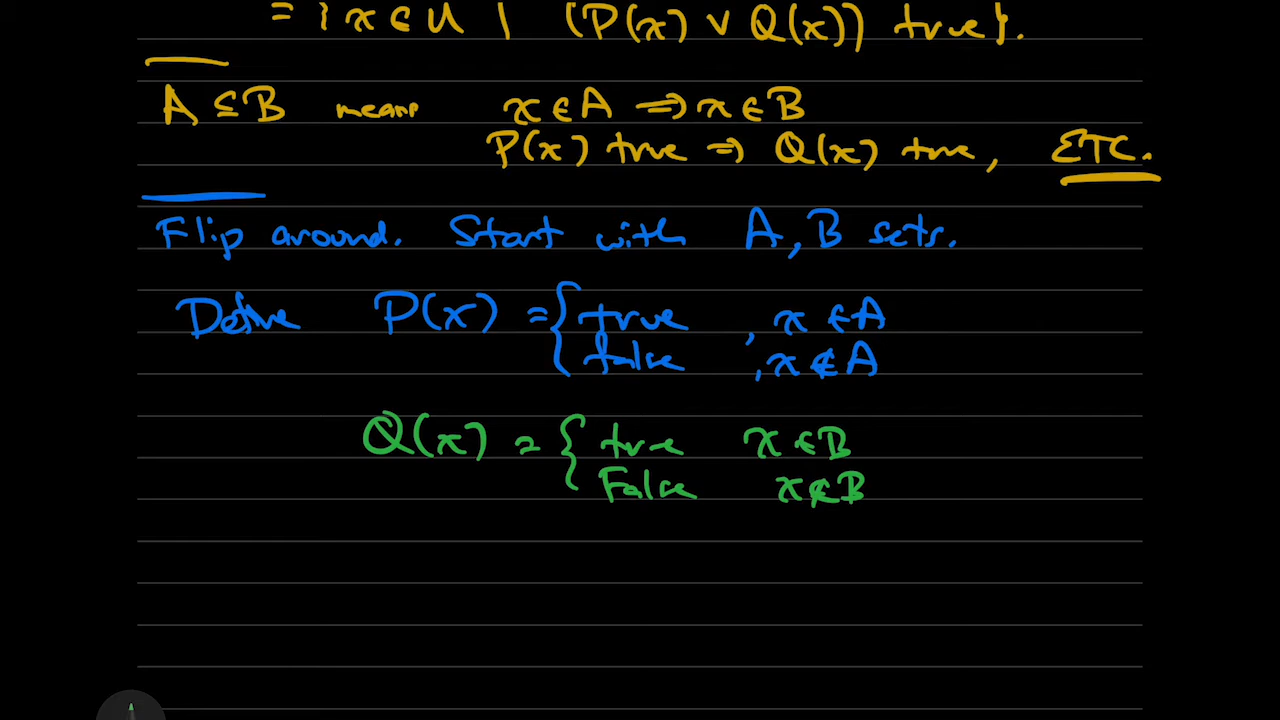 = {x ∈ U | (P(x) ∨ Q(x)) true}.
A ⊆ B means x ∈ A ⟹ x ∈ B
P(x) true ⟹ Q(x) true, ETC.
Flip around. Start with A, B sets.
Define P(x) = { true , x ∈ A
false , x ∉ A
Q(x) = { true x ∈ B
False x ∉ B